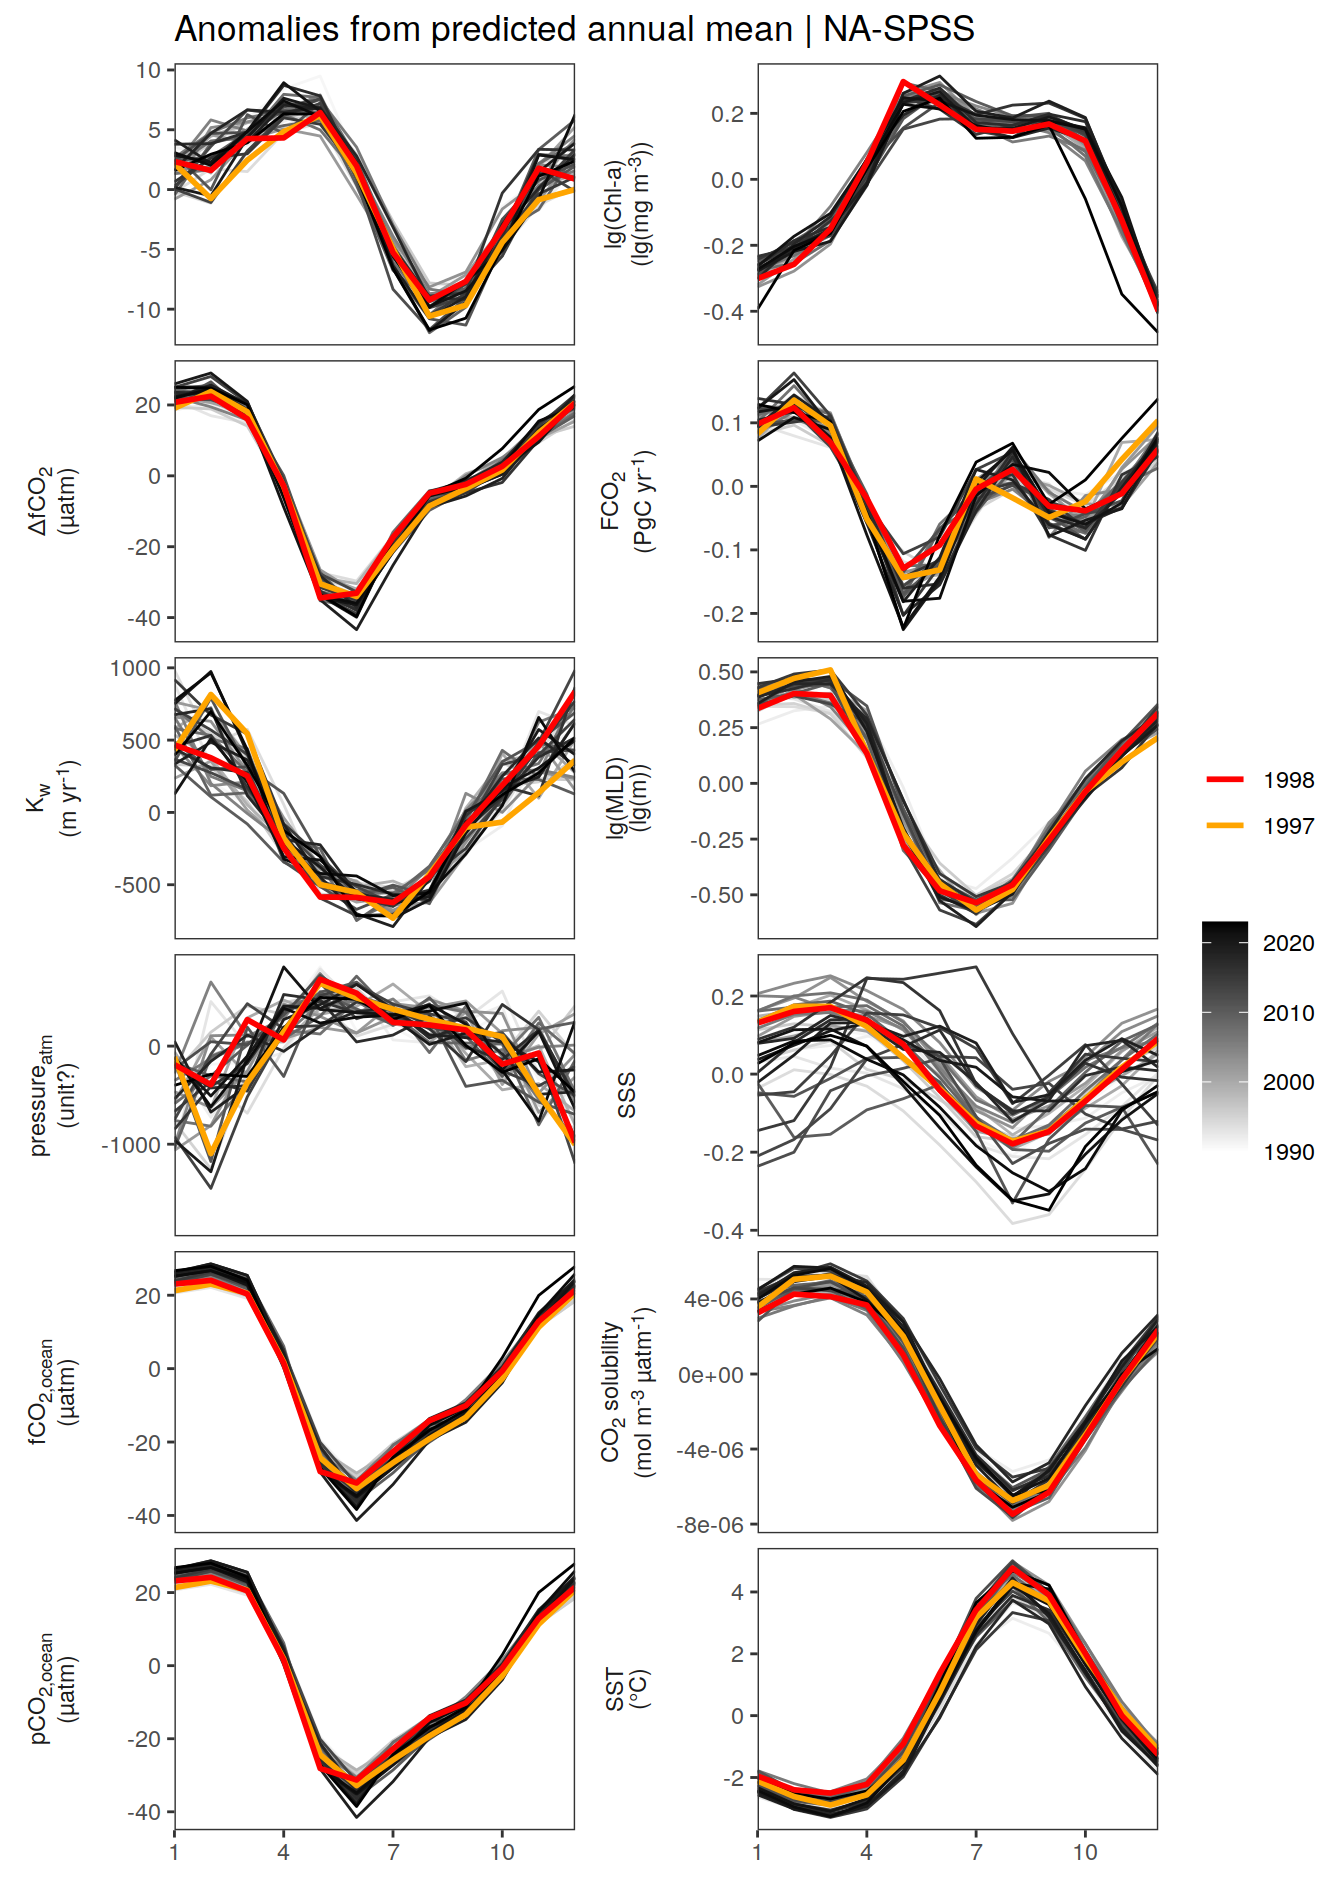 Anomalies from predicted annual mean | NA-SPSS
10
5
0
-5
-10
lg(Chl-a)
(lg(mg m⁻³))
0.2
0.0
-0.2
-0.4
ΔfCO₂
(µatm)
20
0
-20
-40
FCO₂
(PgC yr⁻¹)
0.1
0.0
-0.1
-0.2
K_w
(m yr⁻¹)
1000
500
0
-500
lg(MLD)
(lg(m))
0.50
0.25
0.00
-0.25
-0.50
pressure_atm
(unit?)
0
-1000
SSS
0.2
0.0
-0.2
-0.4
fCO₂,ocean
(µatm)
20
0
-20
-40
CO₂ solubility
(mol m⁻³ µatm⁻¹)
4e-06
0e+00
-4e-06
-8e-06
pCO₂,ocean
(µatm)
20
0
-20
-40
SST
(°C)
4
2
0
-2
1 4 7 10
1 4 7 10
1998
1997
2020
2010
2000
1990